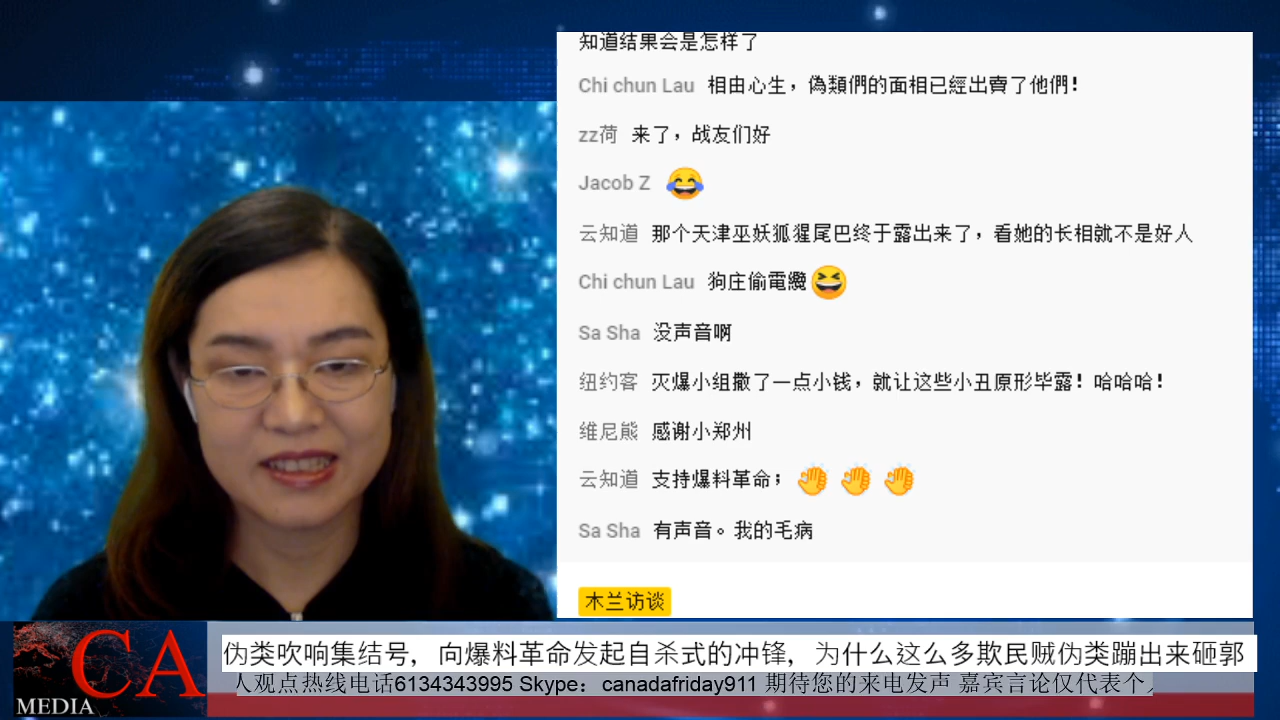 知道结果会是怎样了
Chi chun Lau 相由心生，偽類們的面相已經出賣了他們！
zz荷 来了，战友们好
Jacob Z 😂
云知道 那个天津巫妖狐猩尾巴终于露出来了，看她的长相就不是好人
Chi chun Lau 狗庄偷電纜😆
Sa Sha 没声音啊
纽约客 灭爆小组撒了一点小钱，就让这些小丑原形毕露！哈哈哈！
维尼熊 感谢小郑州
云知道 支持爆料革命；👏👏👏
Sa Sha 有声音。我的毛病
木兰访谈
CA
MEDIA
伪类吹响集结号，向爆料革命发起自杀式的冲锋，为什么这么多欺民贼伪类蹦出来砸郭
人观点热线电话6134343995 Skype：canadafriday911 期待您的来电发声 嘉宾言论仅代表个